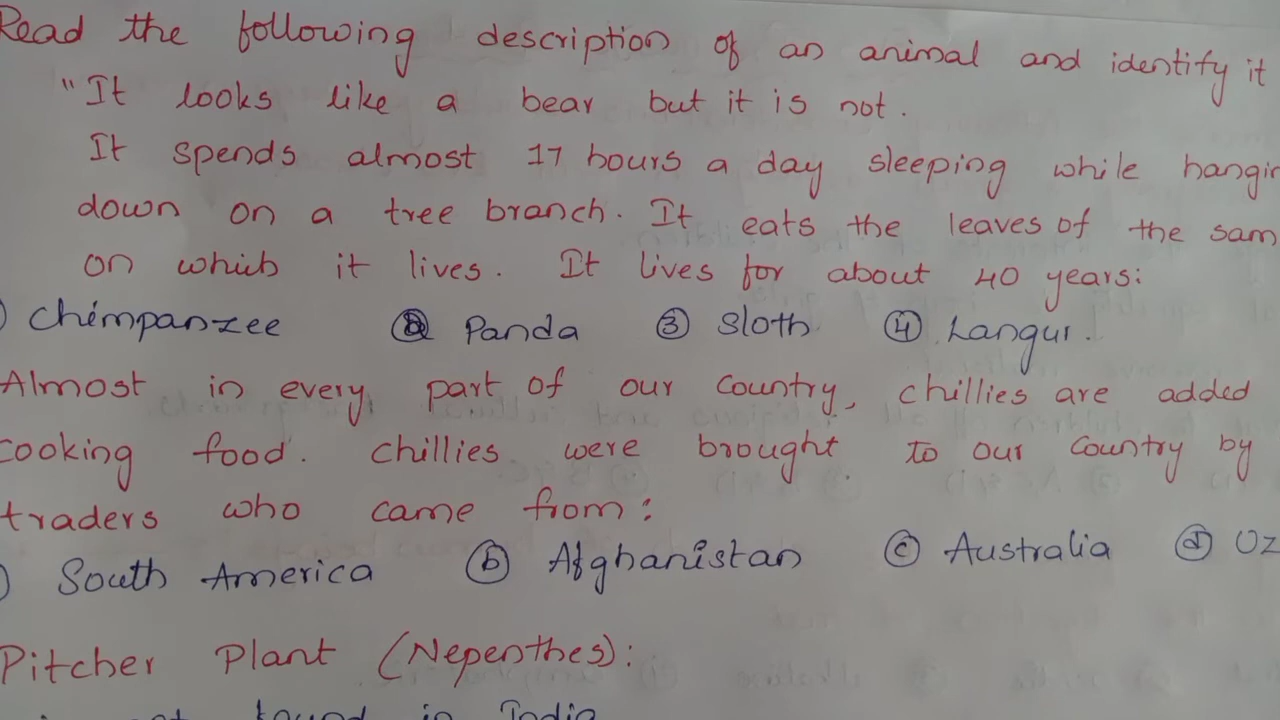 Read the following description of an animal and identify it
"It looks like a bear but it is not.
It spends almost 17 hours a day sleeping while hangin
down on a tree branch. It eats the leaves of the sam
on which it lives. It lives for about 40 years:
) Chimpanzee ② Panda ③ Sloth ④ Langur.
Almost in every part of our country, chillies are added
cooking food. chillies were brought to our country by
traders who came from:
) South America ⓑ Afghanistan ⓒ Australia ⓓ Uz
Pitcher Plant (Nepenthes):
found in India